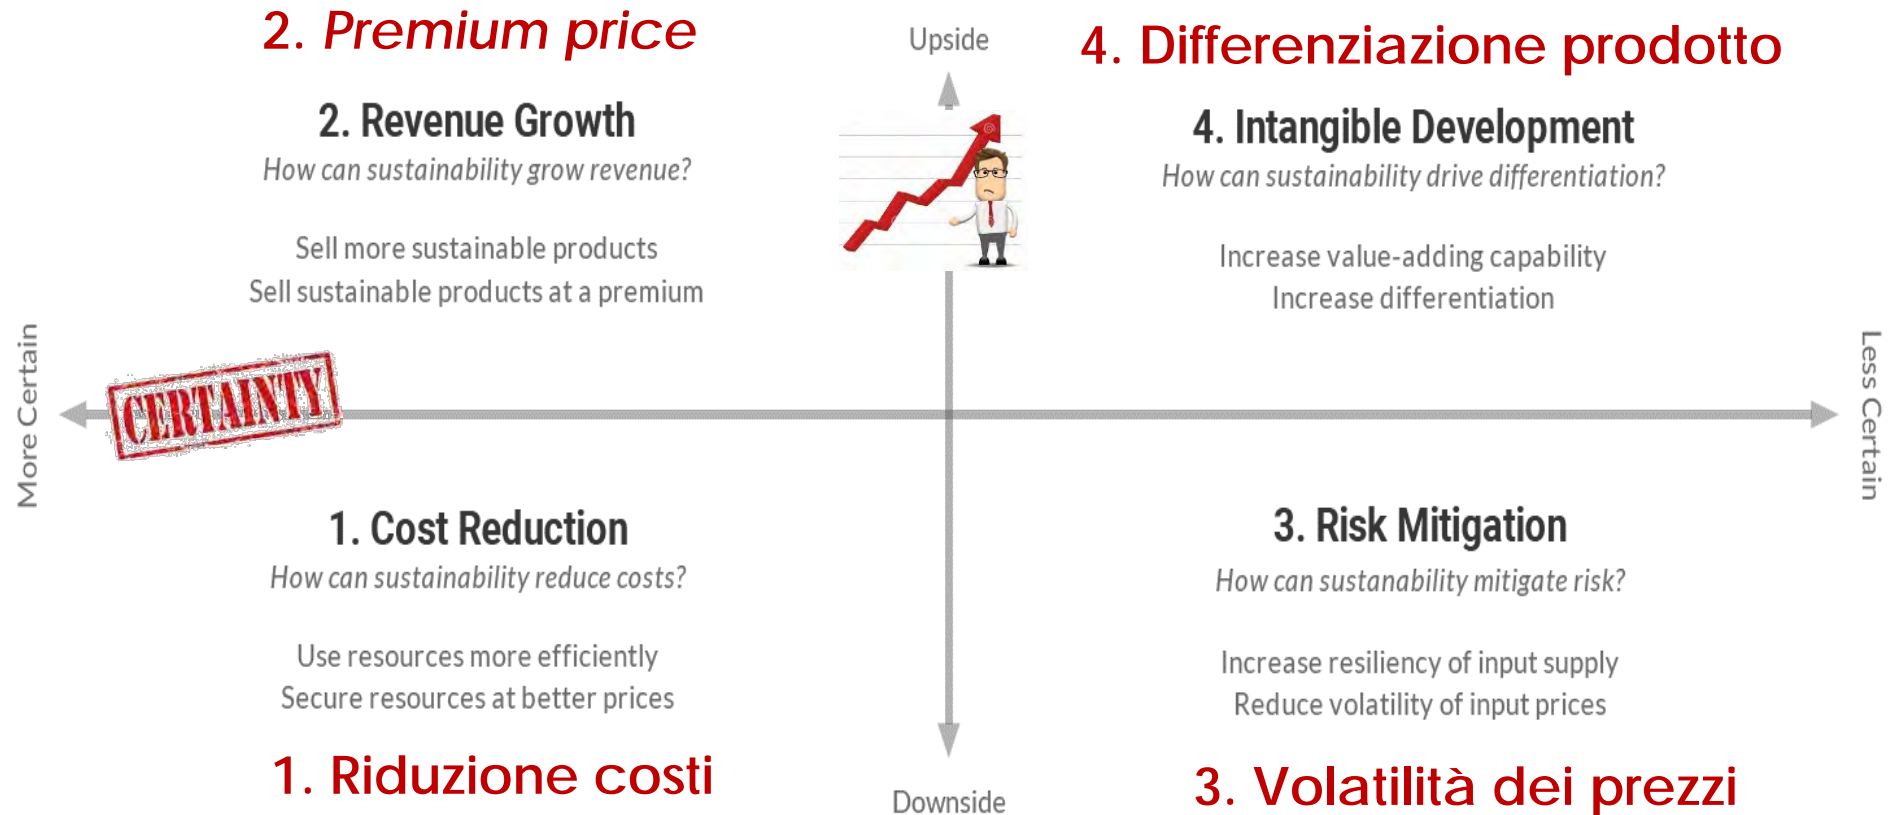 2. Premium price
Upside
4. Differenziazione prodotto
2. Revenue Growth
How can sustainability grow revenue?
Sell more sustainable products
Sell sustainable products at a premium
4. Intangible Development
How can sustainability drive differentiation?
Increase value-adding capability
Increase differentiation
More Certain
CERTAINTY
Less Certain
1. Cost Reduction
How can sustainability reduce costs?
Use resources more efficiently
Secure resources at better prices
1. Riduzione costi
3. Risk Mitigation
How can sustanability mitigate risk?
Increase resiliency of input supply
Reduce volatility of input prices
Downside
3. Volatilità dei prezzi